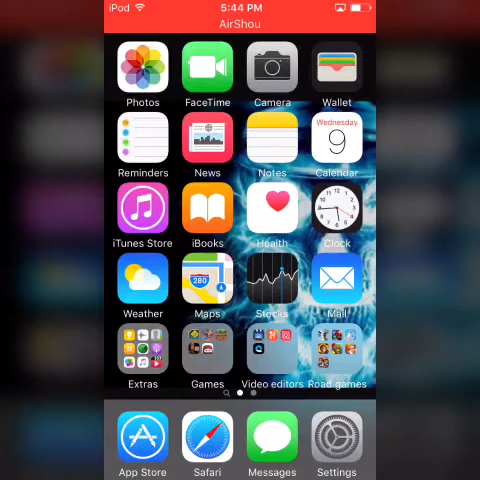 iPod 5:44 PM
AirShou
Photos FaceTime Camera Wallet
Wednesday
9
Reminders News Notes Calendar
iTunes Store iBooks Health Clock
280
Weather Maps Stocks Mail
Extras Games Video editors Road games
App Store Safari Messages Settings